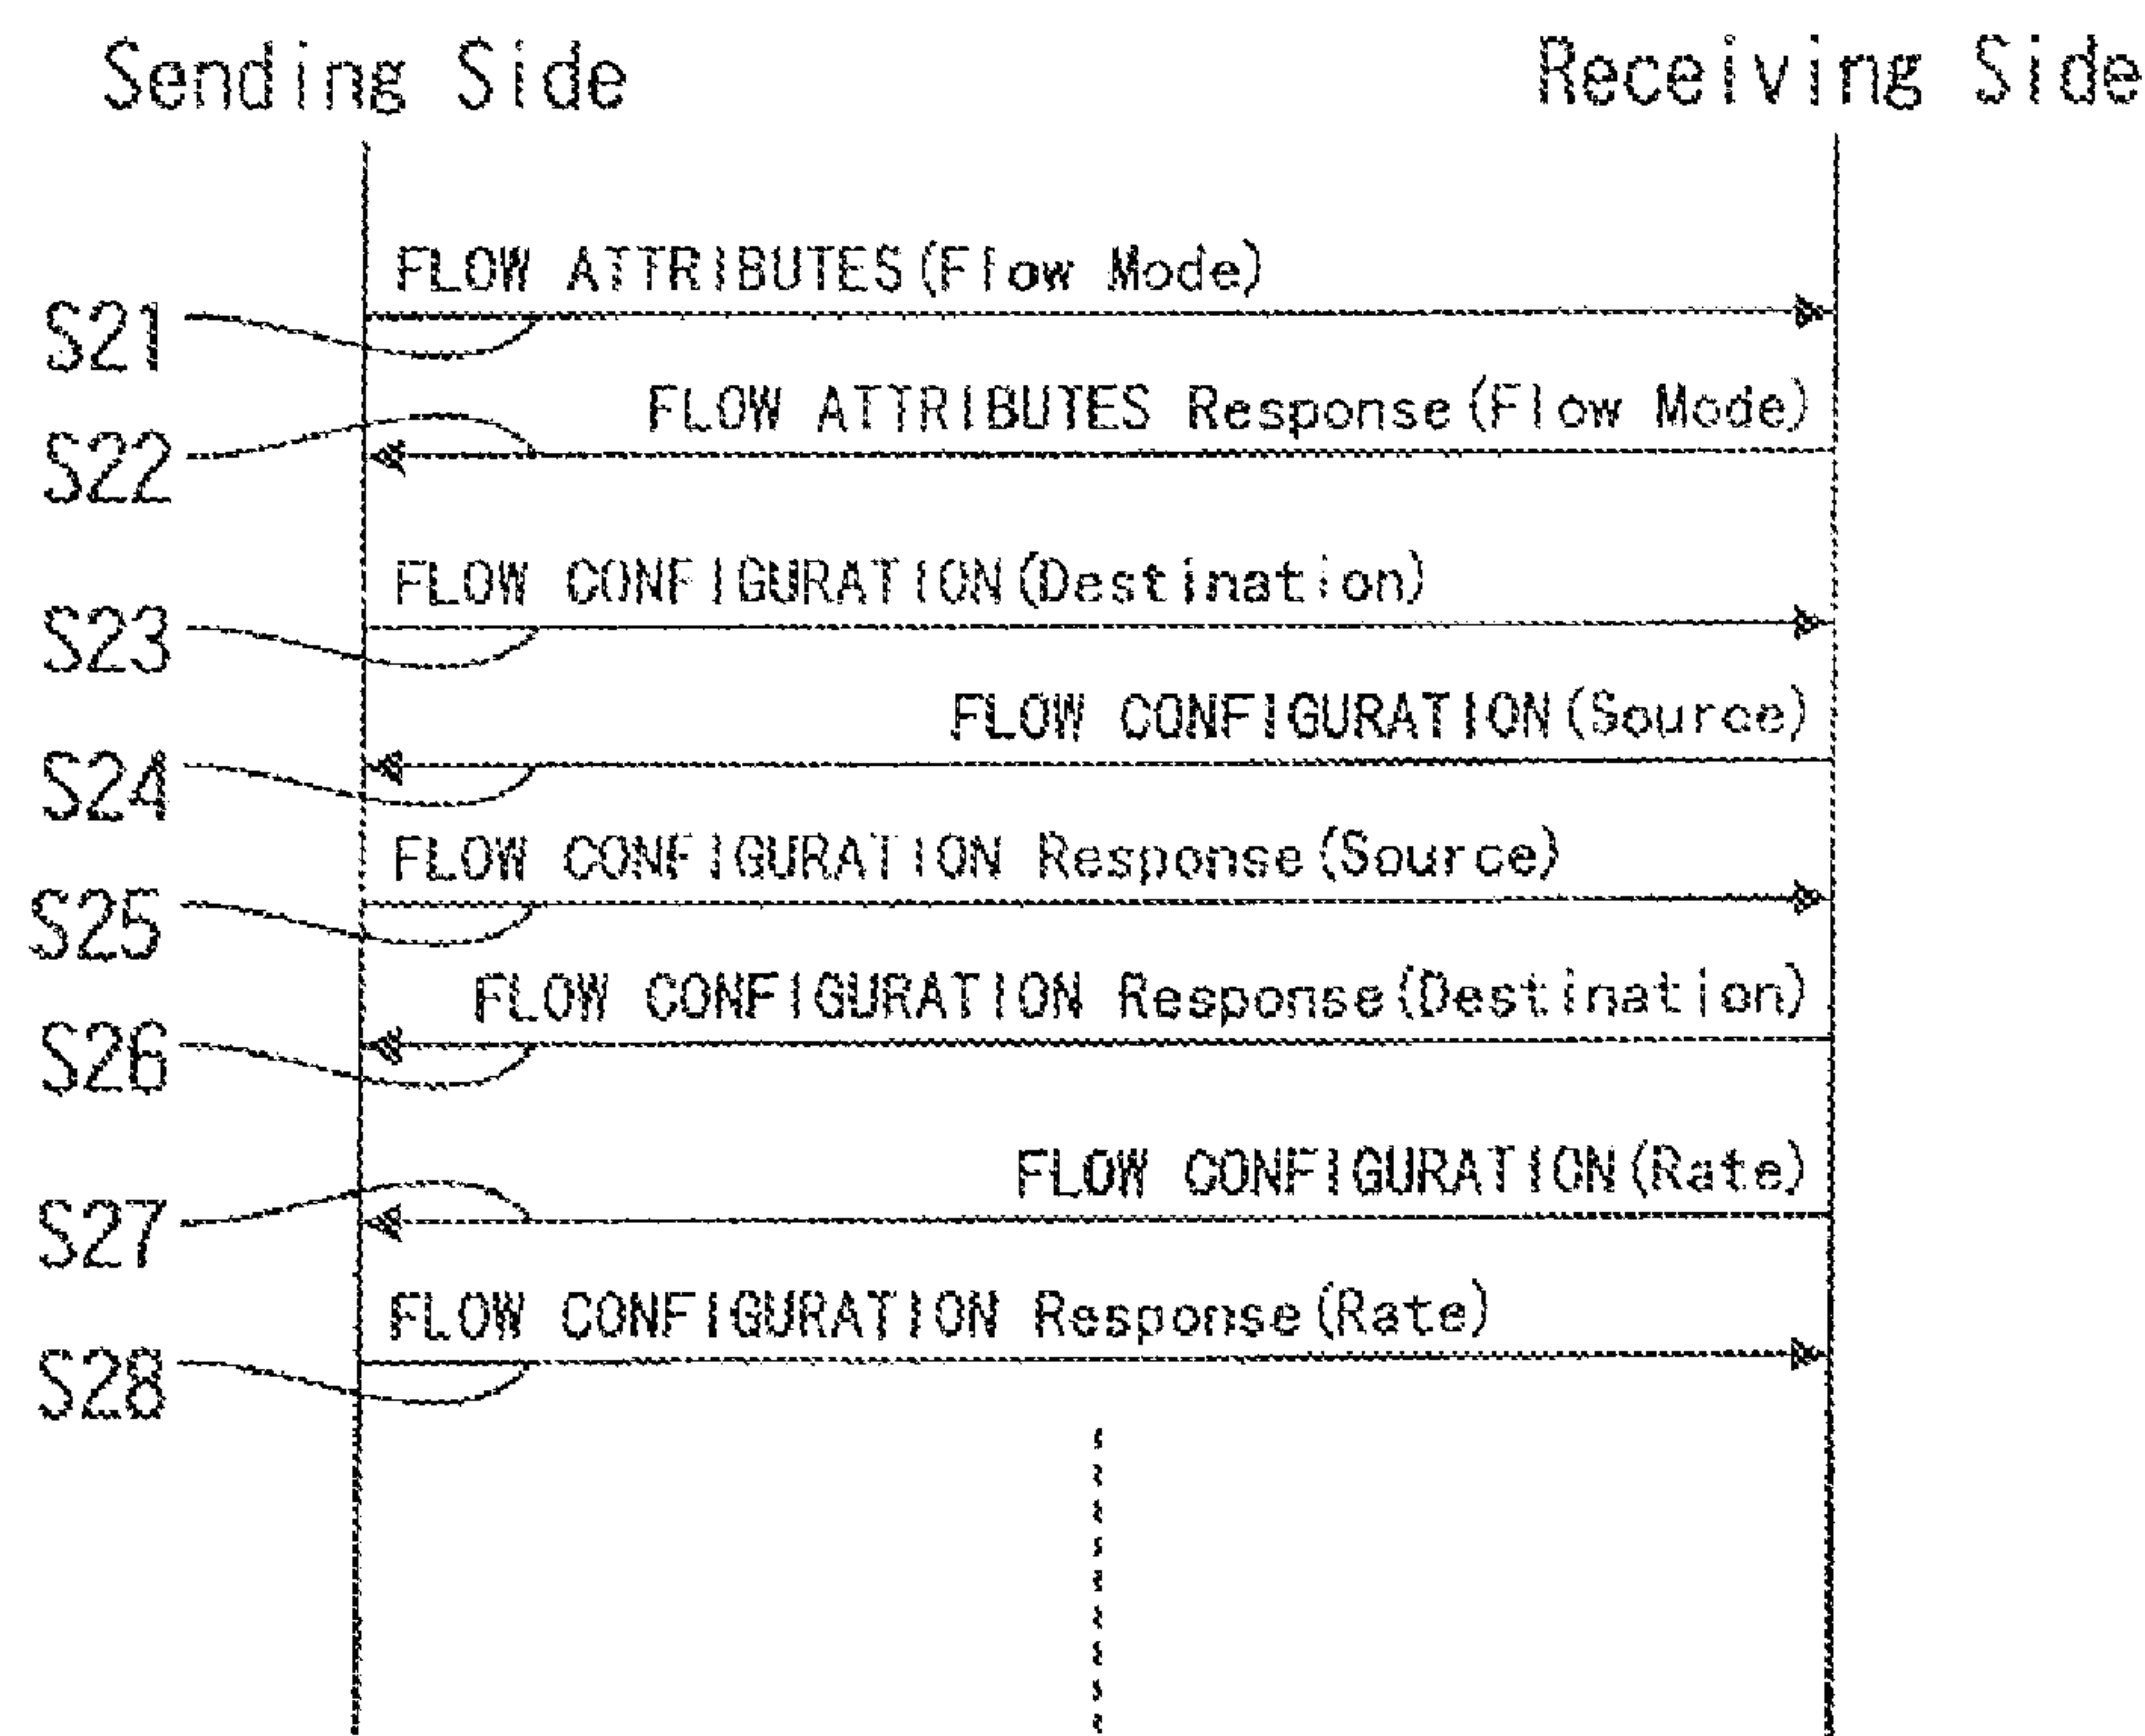 Sending Side Receiving Side
FLOW ATTRIBUTES(Flow Mode)
S21
FLOW ATTRIBUTES Response(Flow Mode)
S22
FLOW CONFIGURATION(Destination)
S23
FLOW CONFIGURATION(Source)
S24
FLOW CONFIGURATION Response(Source)
S25
FLOW CONFIGURATION Response(Destination)
S26
FLOW CONFIGURATION(Rate)
S27
FLOW CONFIGURATION Response(Rate)
S28